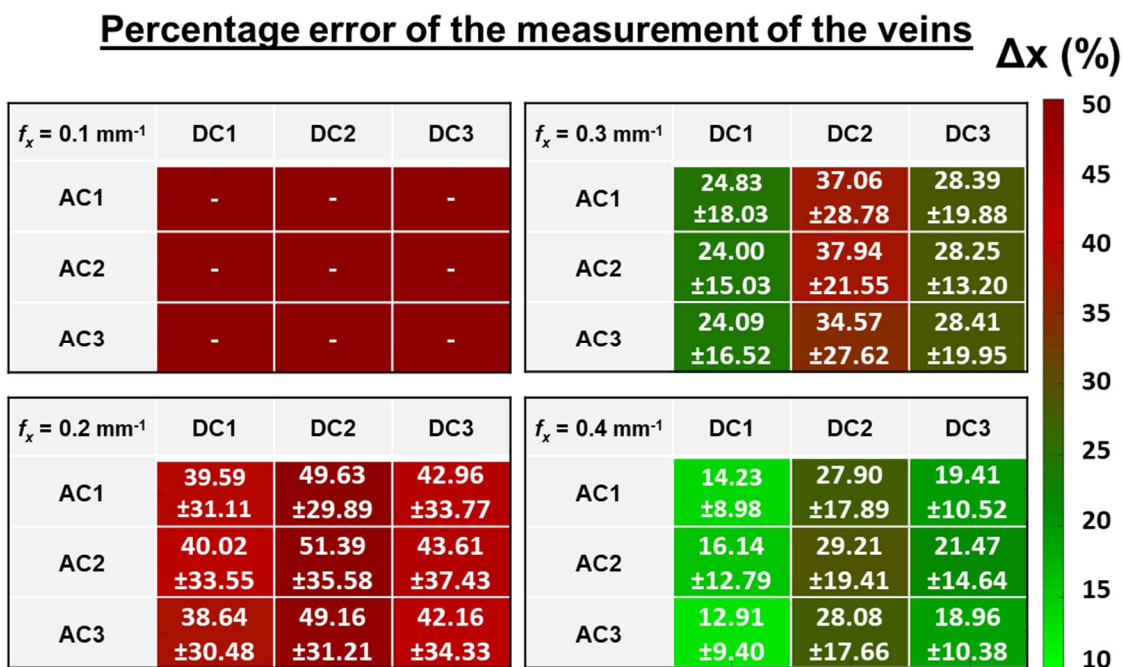 Percentage error of the measurement of the veins
Δx (%)
fx = 0.1 mm-1 DC1 DC2 DC3
AC1 - - -
AC2 - - -
AC3 - - -
fx = 0.3 mm-1 DC1 DC2 DC3
AC1 24.83 37.06 28.39
±18.03 ±28.78 ±19.88
AC2 24.00 37.94 28.25
±15.03 ±21.55 ±13.20
AC3 24.09 34.57 28.41
±16.52 ±27.62 ±19.95
fx = 0.2 mm-1 DC1 DC2 DC3
AC1 39.59 49.63 42.96
±31.11 ±29.89 ±33.77
AC2 40.02 51.39 43.61
±33.55 ±35.58 ±37.43
AC3 38.64 49.16 42.16
±30.48 ±31.21 ±34.33
fx = 0.4 mm-1 DC1 DC2 DC3
AC1 14.23 27.90 19.41
±8.98 ±17.89 ±10.52
AC2 16.14 29.21 21.47
±12.79 ±19.41 ±14.64
AC3 12.91 28.08 18.96
±9.40 ±17.66 ±10.38
50
45
40
35
30
25
20
15
10